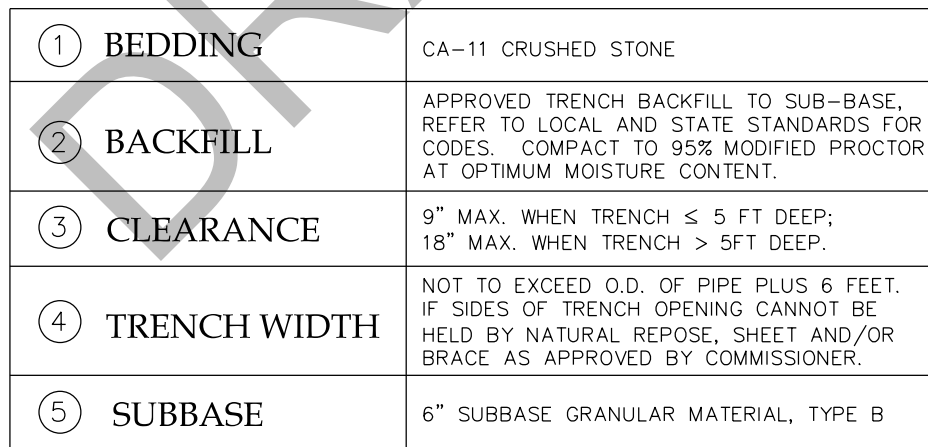 1 BEDDING
CA-11 CRUSHED STONE
2 BACKFILL
APPROVED TRENCH BACKFILL TO SUB-BASE,
REFER TO LOCAL AND STATE STANDARDS FOR
CODES. COMPACT TO 95% MODIFIED PROCTOR
AT OPTIMUM MOISTURE CONTENT.
3 CLEARANCE
9" MAX. WHEN TRENCH ≤ 5 FT DEEP;
18" MAX. WHEN TRENCH > 5FT DEEP.
4 TRENCH WIDTH
NOT TO EXCEED O.D. OF PIPE PLUS 6 FEET.
IF SIDES OF TRENCH OPENING CANNOT BE
HELD BY NATURAL REPOSE, SHEET AND/OR
BRACE AS APPROVED BY COMMISSIONER.
5 SUBBASE
6" SUBBASE GRANULAR MATERIAL, TYPE B